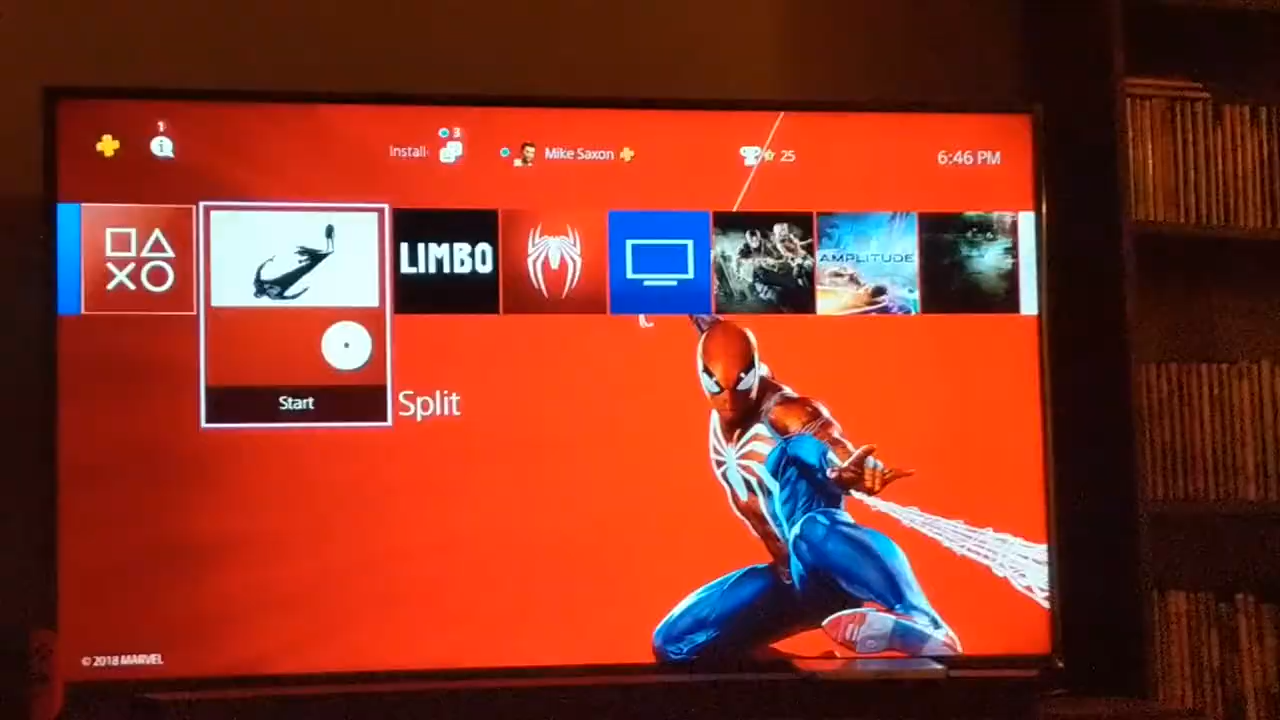 1
Install
3
Mike Saxon
25
6:46 PM
LIMBO
AMPLITUDE
Start
Split
© 2018 MARVEL